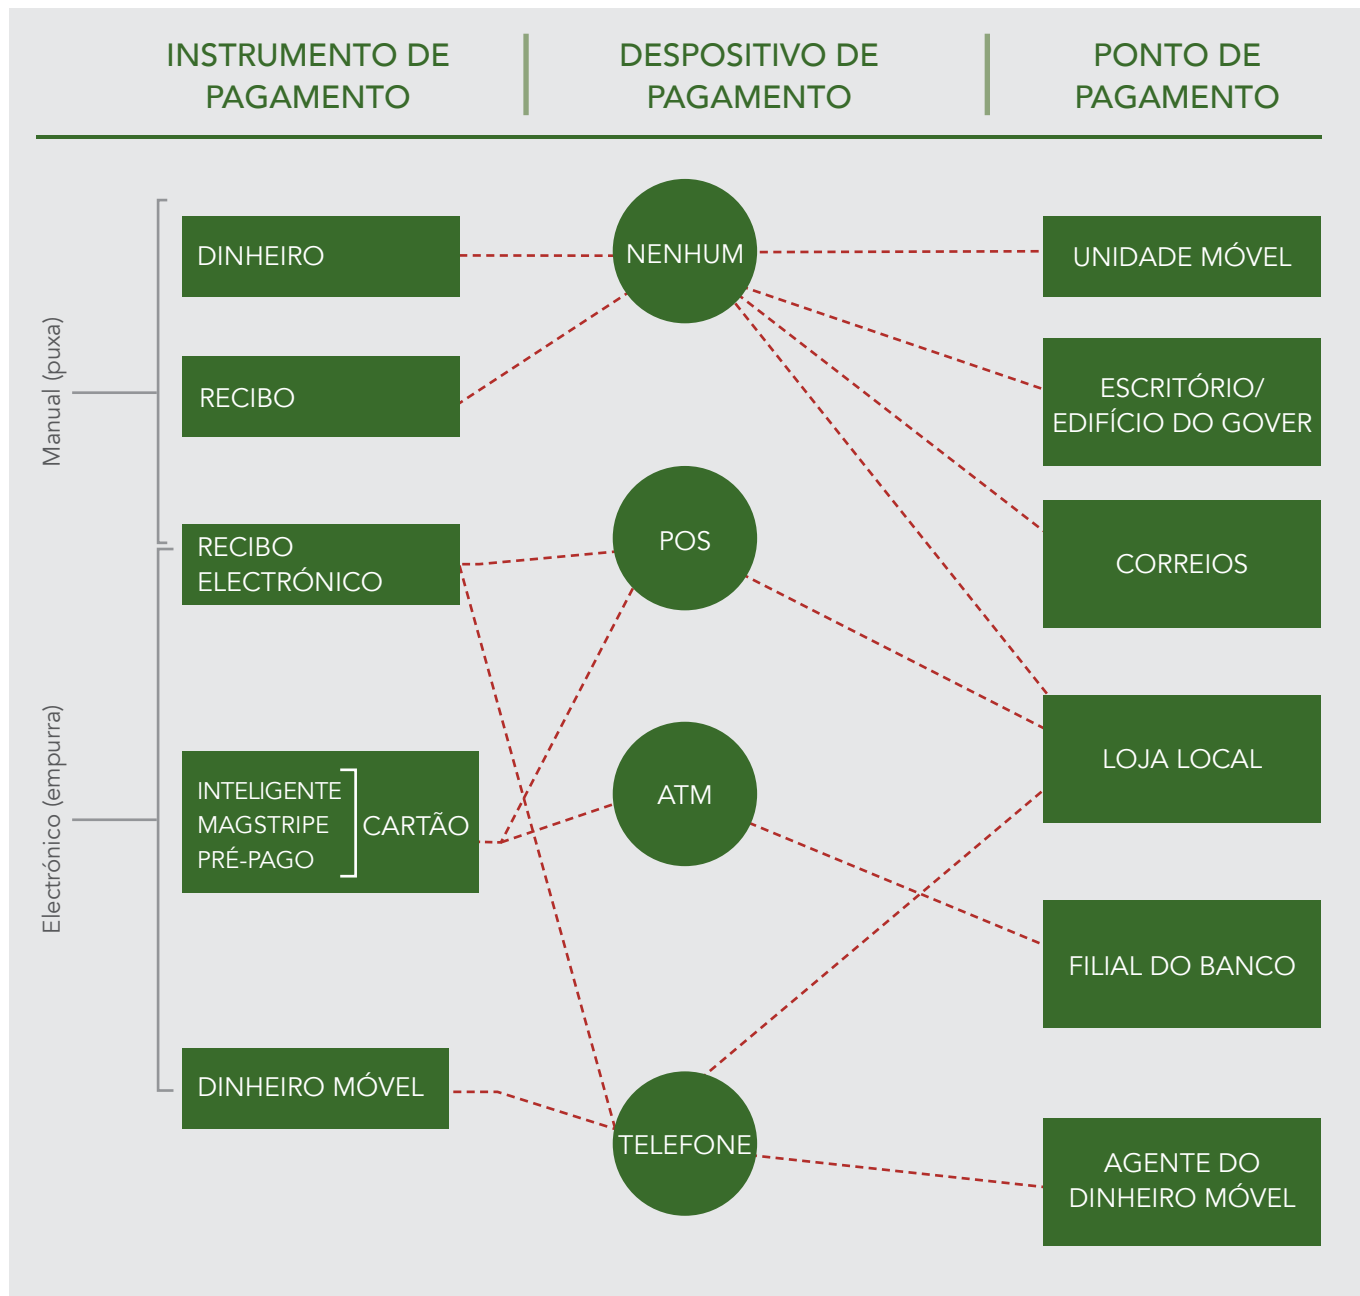 INSTRUMENTO DE
PAGAMENTO
DESPOSITIVO DE
PAGAMENTO
PONTO DE
PAGAMENTO
Manual (puxa)
DINHEIRO
RECIBO
RECIBO
ELECTRÓNICO
Electrónico (empurra)
INTELIGENTE
MAGSTRIPE
PRÉ-PAGO
CARTÃO
DINHEIRO MÓVEL
NENHUM
POS
ATM
TELEFONE
UNIDADE MÓVEL
ESCRITÓRIO/
EDIFÍCIO DO GOVER
CORREIOS
LOJA LOCAL
FILIAL DO BANCO
AGENTE DO
DINHEIRO MÓVEL